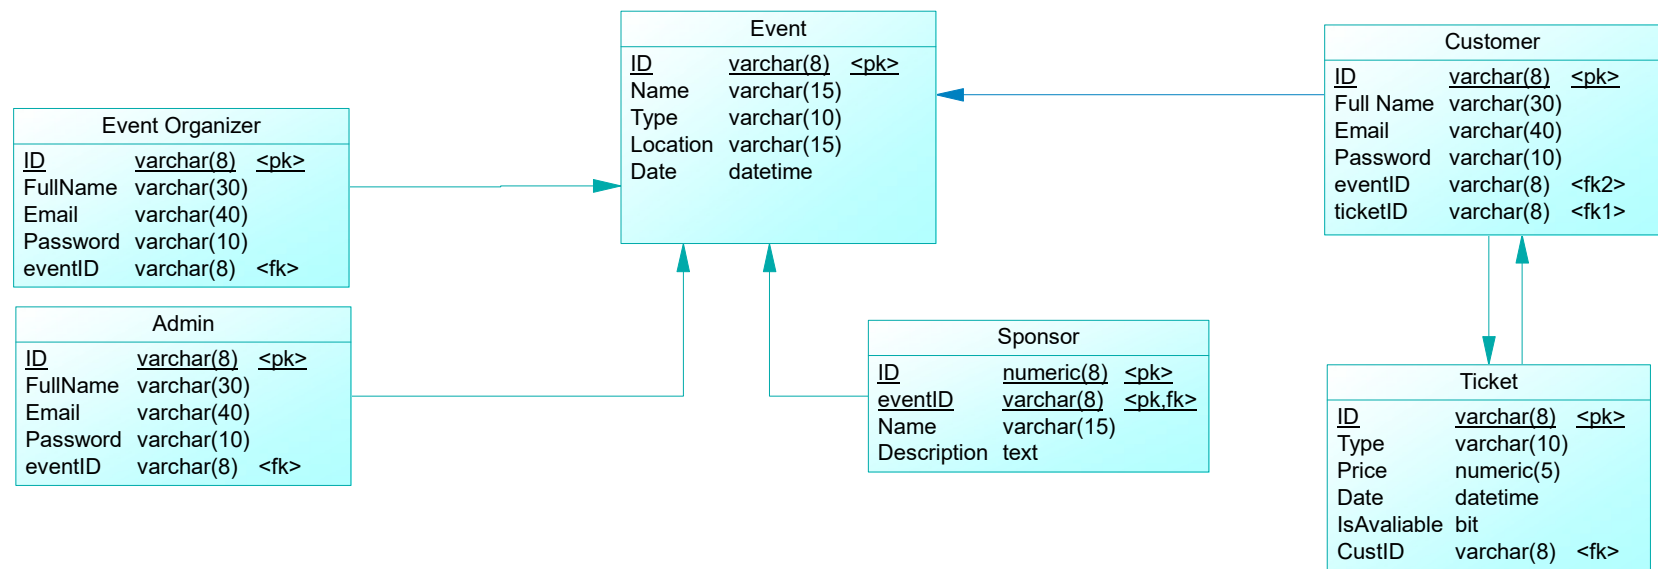 Event
ID varchar(8) <pk>
Name varchar(15)
Type varchar(10)
Location varchar(15)
Date datetime
Customer
ID varchar(8) <pk>
Full Name varchar(30)
Email varchar(40)
Password varchar(10)
eventID varchar(8) <fk2>
ticketID varchar(8) <fk1>
Event Organizer
ID varchar(8) <pk>
FullName varchar(30)
Email varchar(40)
Password varchar(10)
eventID varchar(8) <fk>
Admin
ID varchar(8) <pk>
FullName varchar(30)
Email varchar(40)
Password varchar(10)
eventID varchar(8) <fk>
Sponsor
ID numeric(8) <pk>
eventID varchar(8) <pk,fk>
Name varchar(15)
Description text
Ticket
ID varchar(8) <pk>
Type varchar(10)
Price numeric(5)
Date datetime
IsAvaliable bit
CustID varchar(8) <fk>